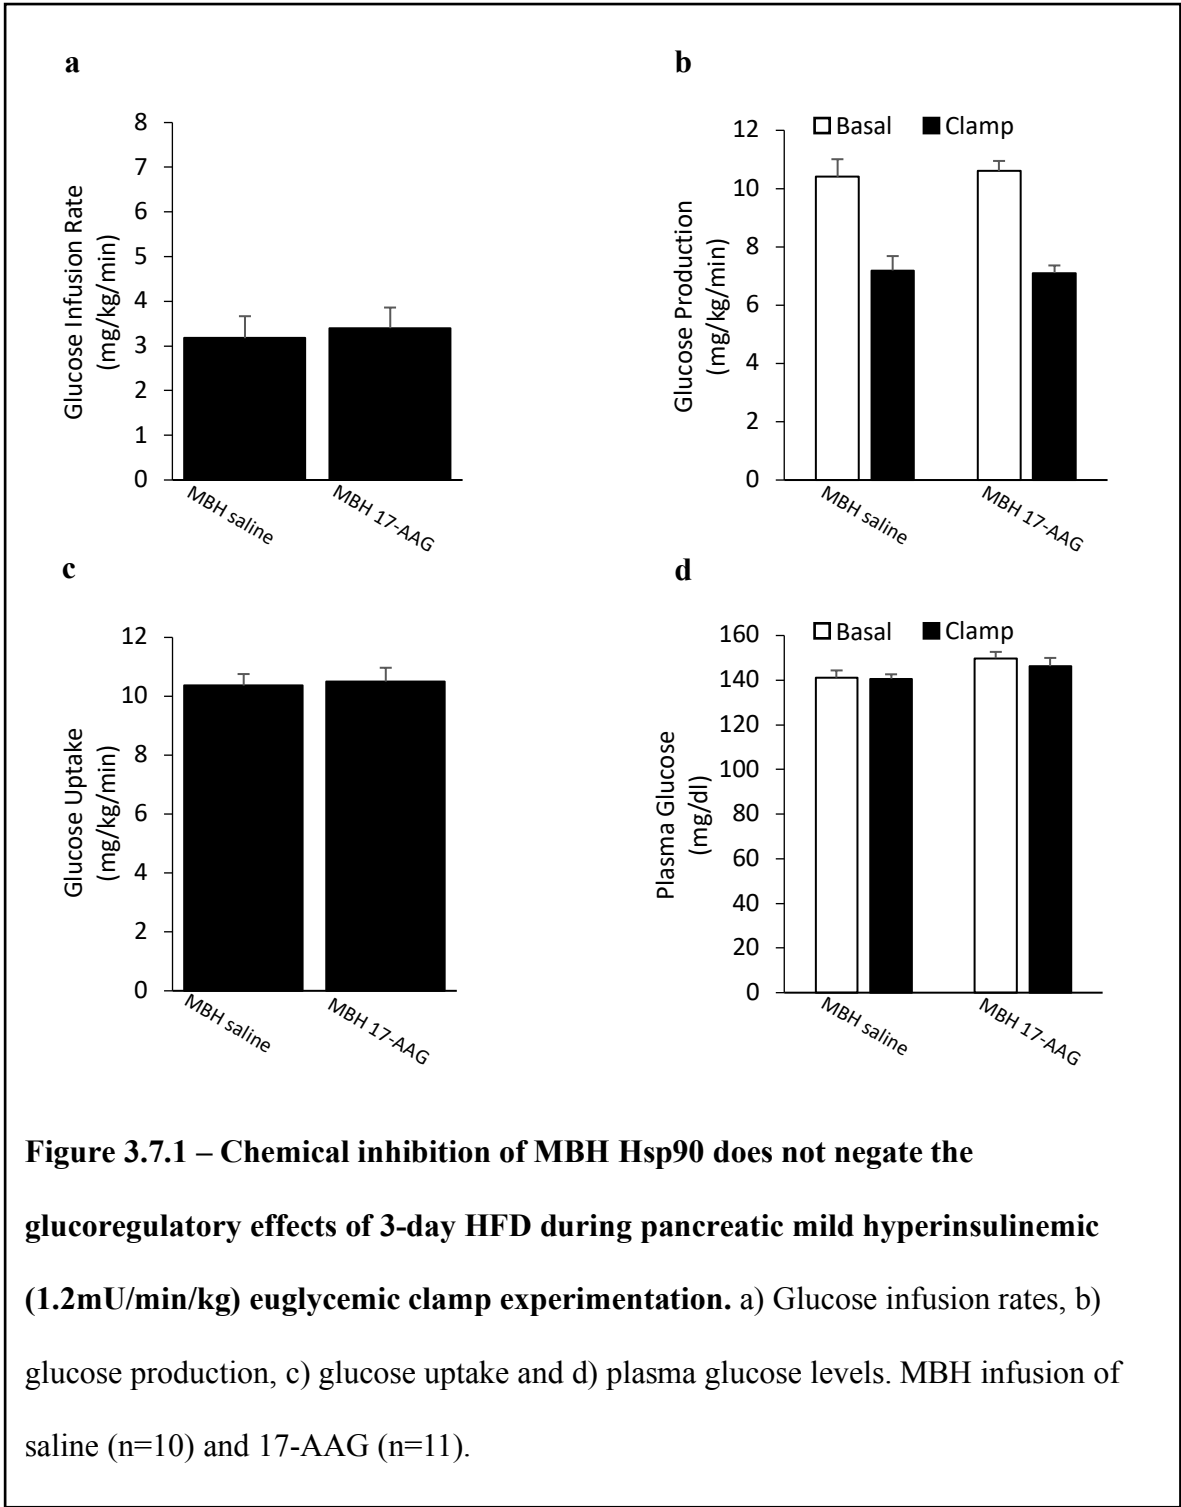 a
Glucose Infusion Rate
(mg/kg/min)
8
7
6
5
4
3
2
1
0
MBH saline
MBH 17-AAG
b
Basal
Clamp
Glucose Production
(mg/kg/min)
12
10
8
6
4
2
0
MBH saline
MBH 17-AAG
c
Glucose Uptake
(mg/kg/min)
12
10
8
6
4
2
0
MBH saline
MBH 17-AAG
d
Basal
Clamp
Plasma Glucose
(mg/dl)
160
140
120
100
80
60
40
20
0
MBH saline
MBH 17-AAG
Figure 3.7.1 – Chemical inhibition of MBH Hsp90 does not negate the
glucoregulatory effects of 3-day HFD during pancreatic mild hyperinsulinemic
(1.2mU/min/kg) euglycemic clamp experimentation. a) Glucose infusion rates, b)
glucose production, c) glucose uptake and d) plasma glucose levels. MBH infusion of
saline (n=10) and 17-AAG (n=11).